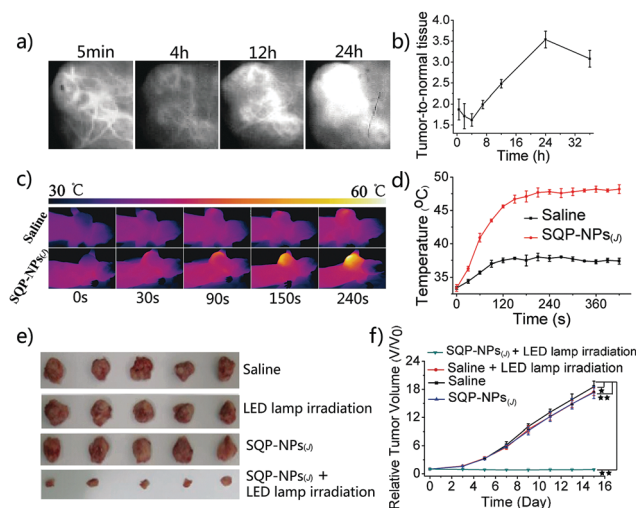 a)
5min 4h 12h 24h
b)
Tumor-to-normal tissue
4.0
3.5
3.0
2.5
2.0
1.5
1.0
0 8 16 24 32
Time (h)
c)
30 ℃ 60 ℃
Saline
SQP-NPs(J)
0s 30s 90s 150s 240s
d)
Temperature (℃)
50
45
40
35
Saline
SQP-NPs(J)
0 120 240 360
Time (s)
e)
Saline
LED lamp irradiation
SQP-NPs(J)
SQP-NPs(J) +
LED lamp irradiation
f)
Relative Tumor Volume (V/V0)
SQP-NPs(J) + LED lamp irradiation
Saline + LED lamp irradiation
Saline
SQP-NPs(J)
24
20
16
12
8
4
0
★
★★
★★
0 2 4 6 8 10 12 14 16
Time (Day)